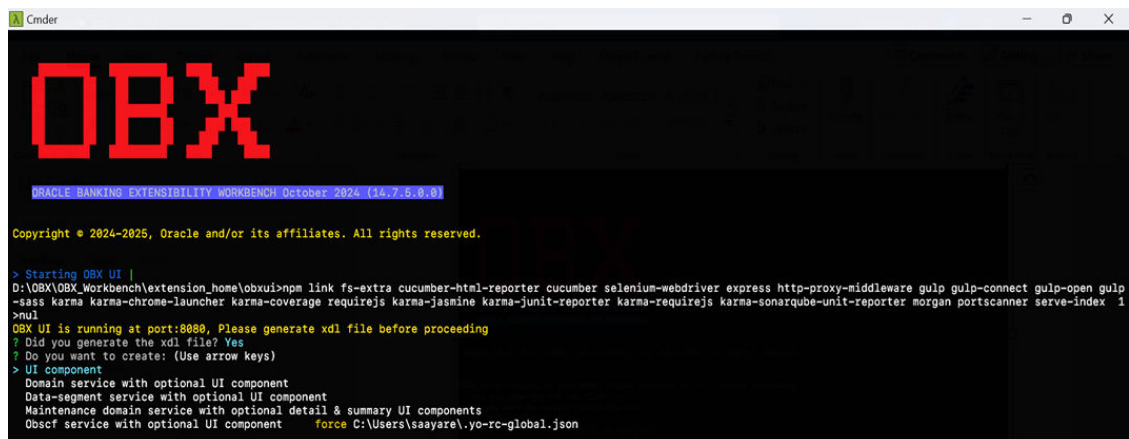 Cmder
OBX
ORACLE BANKING EXTENSIBILITY WORKBENCH October 2024 (14.7.5.0.0)
Copyright © 2024-2025, Oracle and/or its affiliates. All rights reserved.
> Starting OBX UI |
D:\OBX\OBX_Workbench\extension_home\obxui>npm link fs-extra cucumber-html-reporter cucumber selenium-webdriver express http-proxy-middleware gulp gulp-connect gulp-open gulp
-sass karma karma-chrome-launcher karma-coverage requirejs karma-jasmine karma-junit-reporter karma-requirejs karma-sonarqube-unit-reporter morgan portscanner serve-index 1
>nul
OBX UI is running at port:8080, Please generate xdl file before proceeding
? Did you generate the xdl file? Yes
? Do you want to create: (Use arrow keys)
> UI component
Domain service with optional UI component
Data-segment service with optional UI component
Maintenance domain service with optional detail & summary UI components
Obscf service with optional UI component force C:\Users\saayare\.yo-rc-global.json